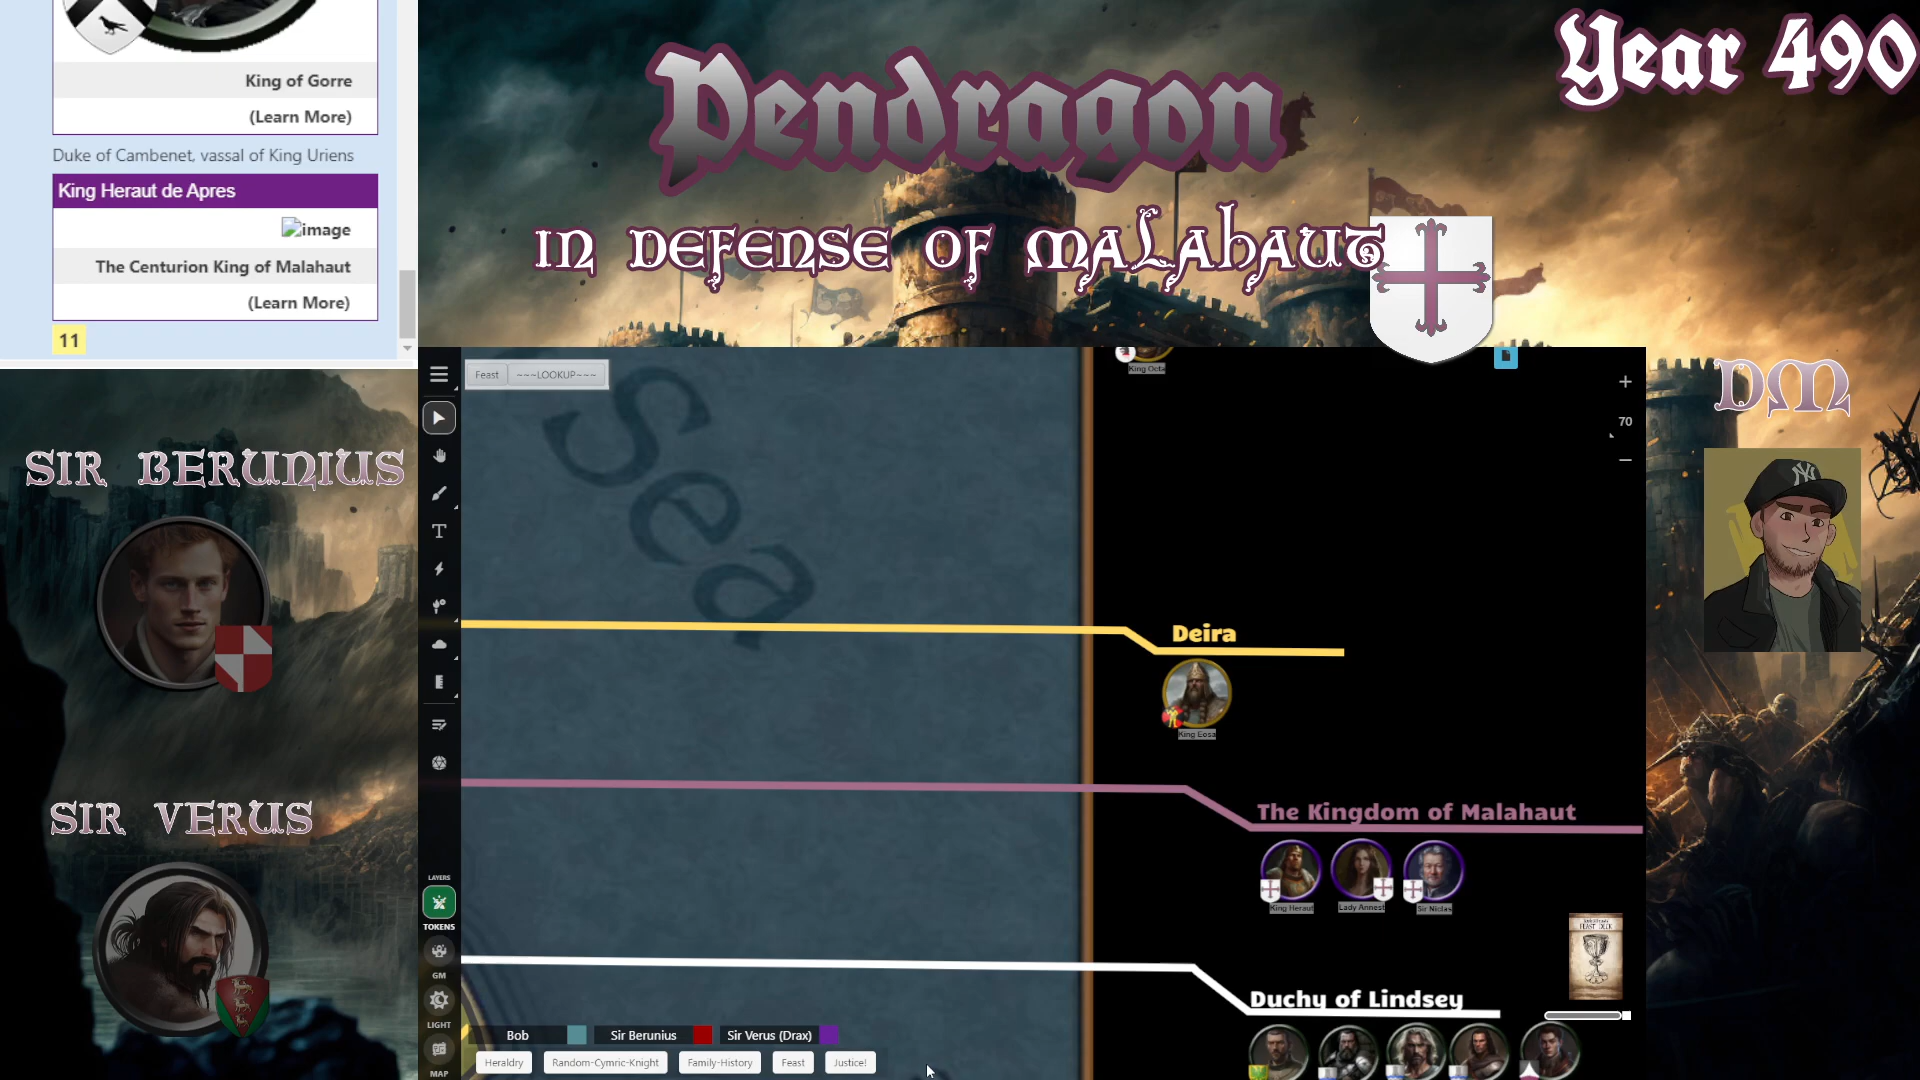 King of Gorre
(Learn More)
Duke of Cambenet, vassal of King Uriens
King Heraut de Apres
image
The Centurion King of Malahaut
(Learn More)
11
Pendragon
Year 490
IN DEFENSE OF MALAHAUT
SIR BERUNIUS
SIR VERUS
DM
Feast
~~~LOOKUP~~~
King Octa
70
Sea
Deira
King Eosa
The Kingdom of Malahaut
King Heraut
Lady Annest
Sir Niclas
FEAST DECK
Duchy of Lindsey
LAYERS
TOKENS
GM
LIGHT
MAP
Bob
Sir Berunius
Sir Verus (Drax)
Heraldry
Random-Cymric-Knight
Family-History
Feast
Justice!